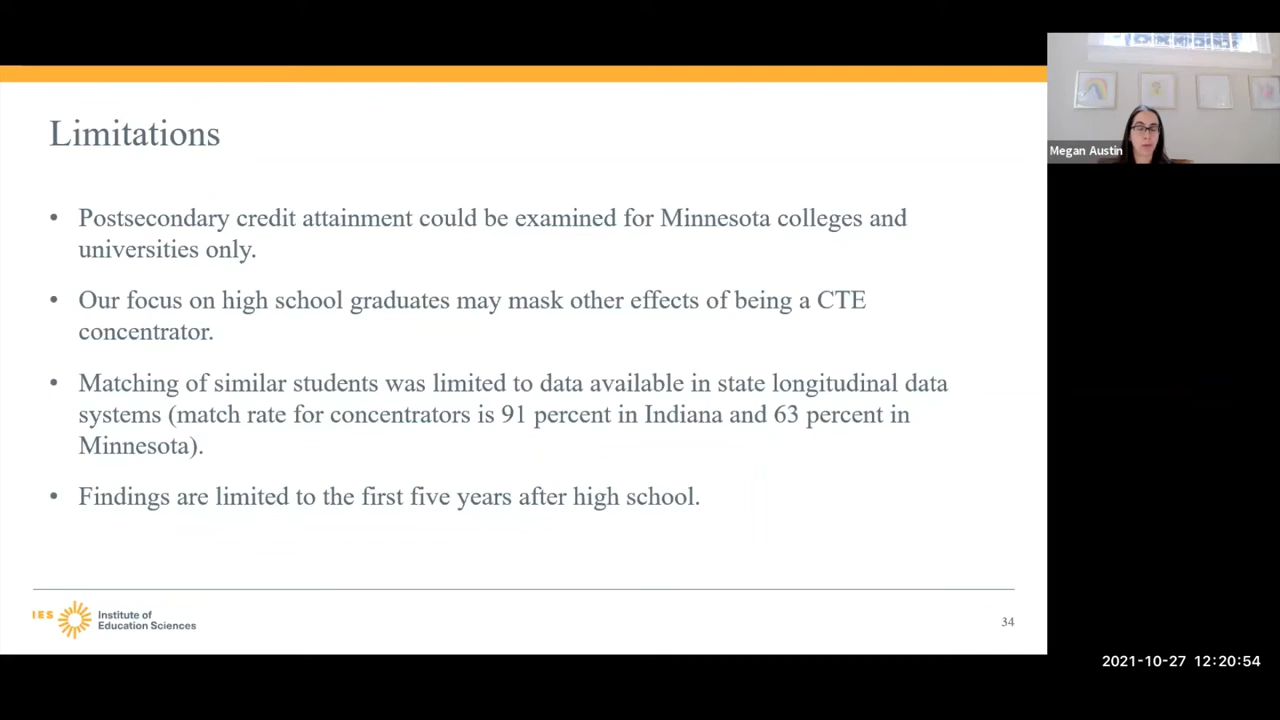 Limitations
• Postsecondary credit attainment could be examined for Minnesota colleges and
universities only.
• Our focus on high school graduates may mask other effects of being a CTE
concentrator.
• Matching of similar students was limited to data available in state longitudinal data
systems (match rate for concentrators is 91 percent in Indiana and 63 percent in
Minnesota).
• Findings are limited to the first five years after high school.
IES Institute of
Education Sciences
34
Megan Austin
2021-10-27 12:20:54